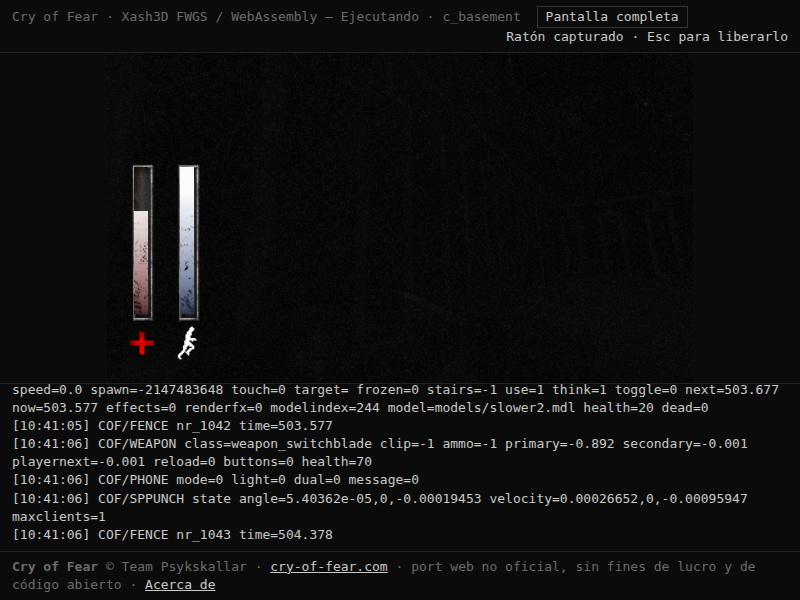 Cry of Fear · Xash3D FWGS / WebAssembly — Ejecutando · c_basement
Pantalla completa
Ratón capturado · Esc para liberarlo
speed=0.0 spawn=-2147483648 touch=0 target= frozen=0 stairs=-1 use=1 think=1 toggle=0 next=503.677
now=503.577 effects=0 renderfx=0 modelindex=244 model=models/slower2.mdl health=20 dead=0
[10:41:05] COF/FENCE nr_1042 time=503.577
[10:41:06] COF/WEAPON class=weapon_switchblade clip=-1 ammo=-1 primary=-0.892 secondary=-0.001
playernext=-0.001 reload=0 buttons=0 health=70
[10:41:06] COF/PHONE mode=0 light=0 dual=0 message=0
[10:41:06] COF/SPPUNCH state angle=5.40362e-05,0,-0.00019453 velocity=0.00026652,0,-0.00095947
maxclients=1
[10:41:06] COF/FENCE nr_1043 time=504.378
Cry of Fear © Team Psykskallar · cry-of-fear.com · port web no oficial, sin fines de lucro y de
código abierto · Acerca de